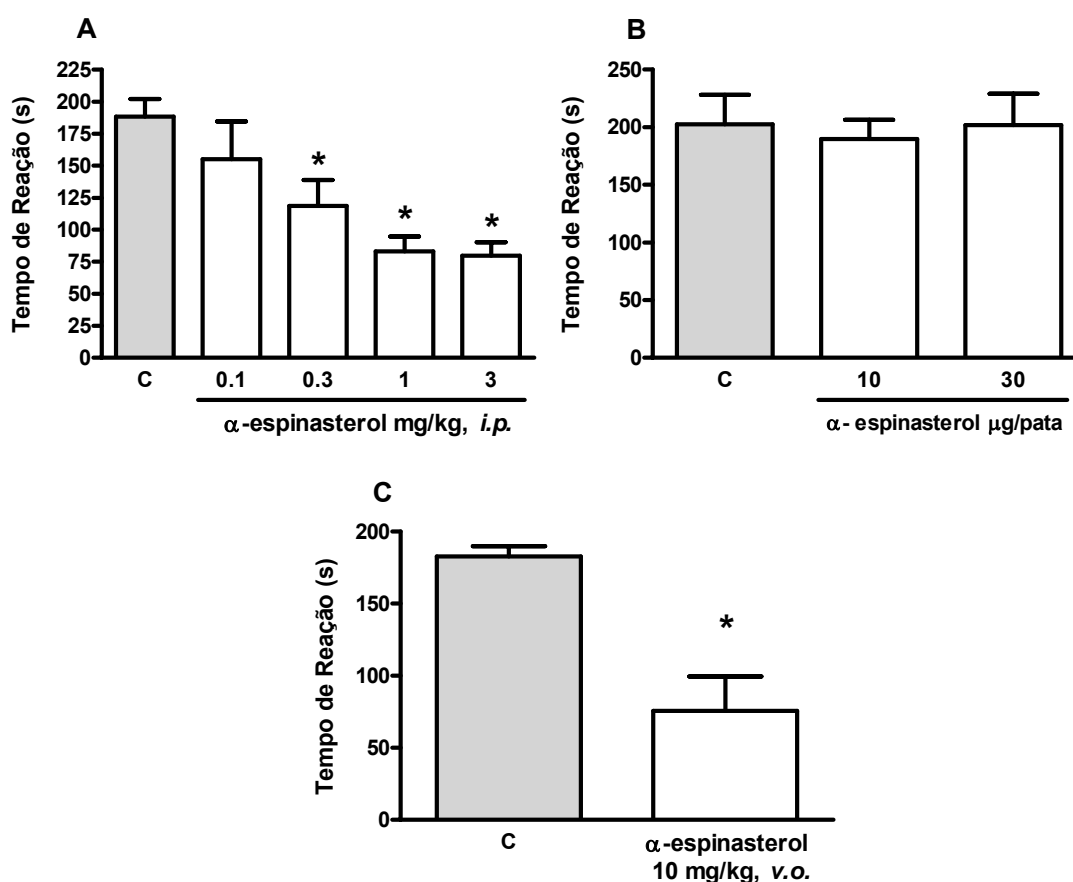 A
Tempo de Reação (s)
225
200
175
150
125
100
75
50
25
0
*
*
*
C 0.1 0.3 1 3
α-espinasterol mg/kg, i.p.
B
Tempo de Reação (s)
250
200
150
100
50
0
C 10 30
α- espinasterol μg/pata
C
Tempo de Reação (s)
200
150
100
50
0
*
C α-espinasterol
10 mg/kg, v.o.